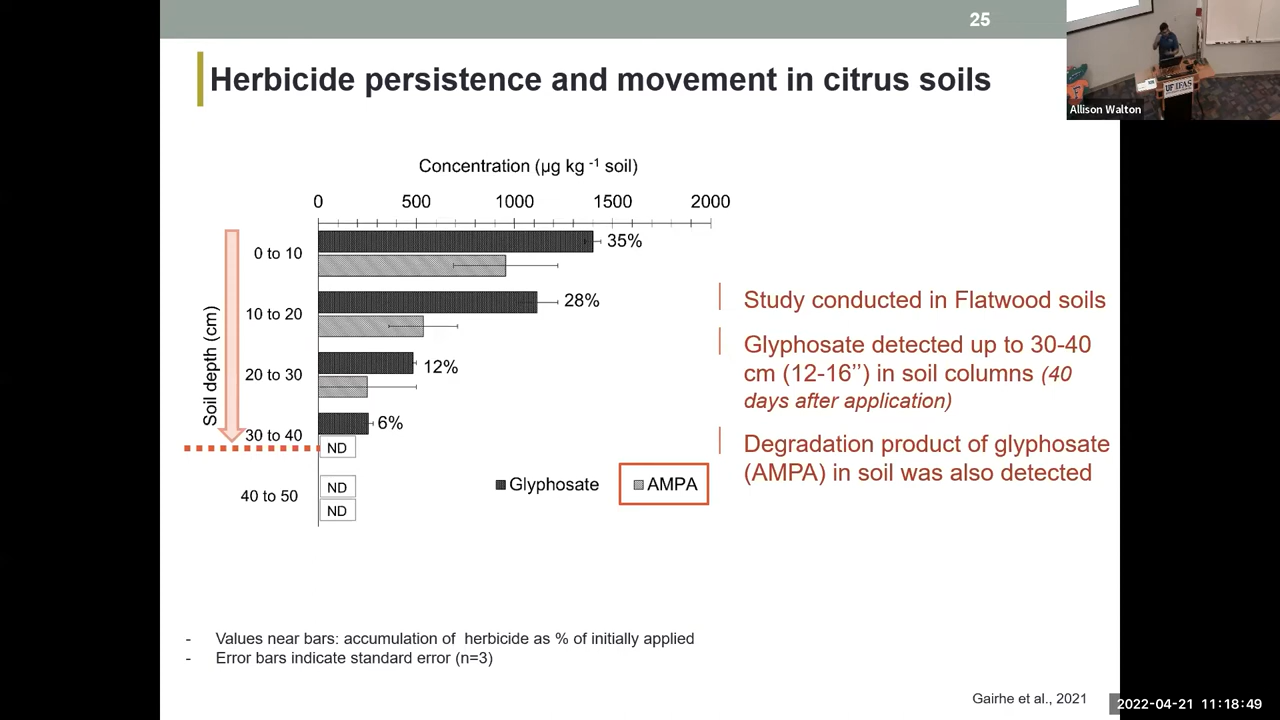 25
Herbicide persistence and movement in citrus soils
UF IFAS
Allison Walton
Concentration (µg kg -1 soil)
0 500 1000 1500 2000
Soil depth (cm)
0 to 10
35%
10 to 20
28%
20 to 30
12%
30 to 40
6%
ND
40 to 50
ND
ND
Glyphosate
AMPA
Study conducted in Flatwood soils
Glyphosate detected up to 30-40
cm (12-16’’) in soil columns (40
days after application)
Degradation product of glyphosate
(AMPA) in soil was also detected
- Values near bars: accumulation of herbicide as % of initially applied
- Error bars indicate standard error (n=3)
Gairhe et al., 2021
2022-04-21 11:18:49